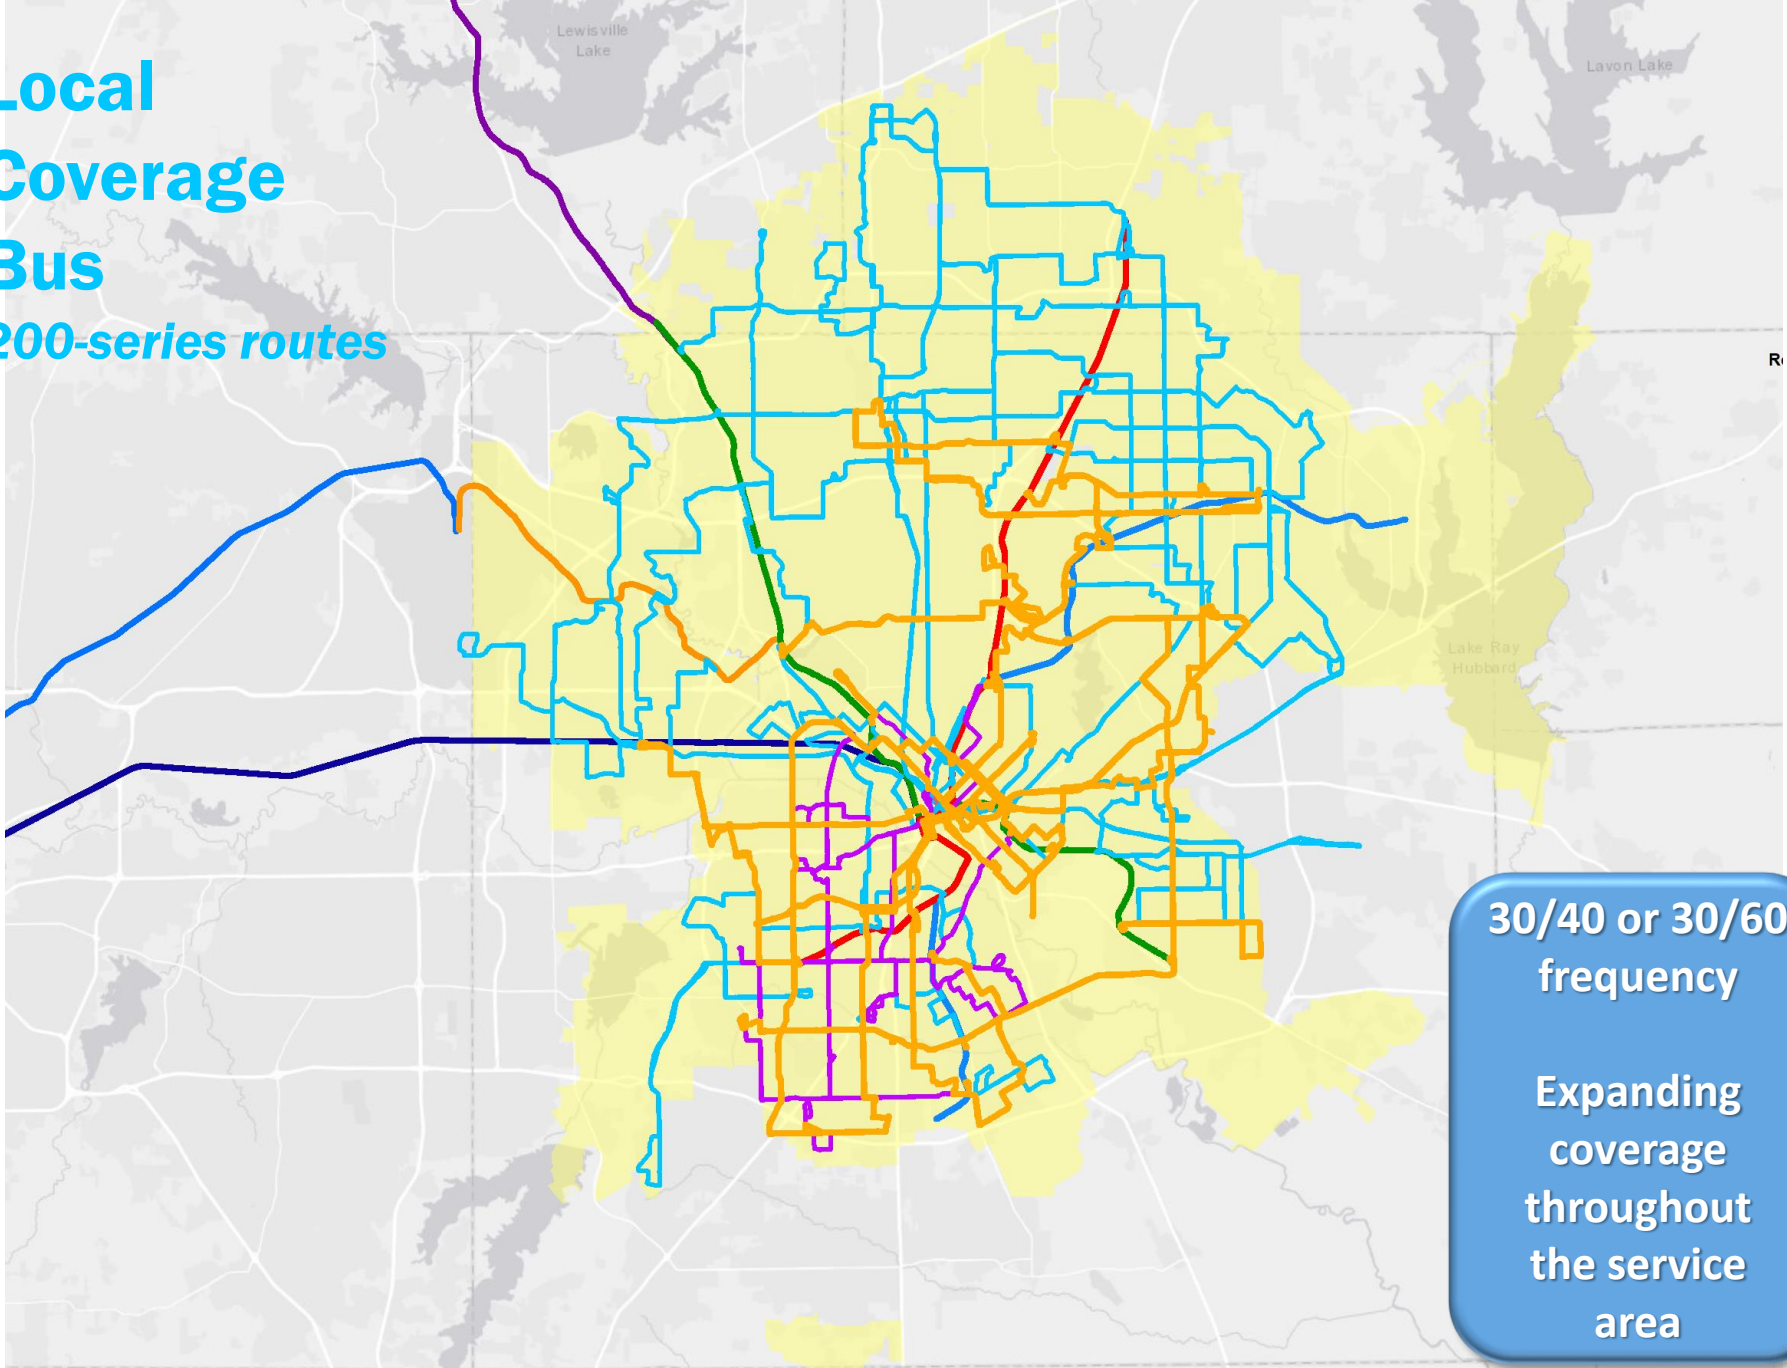 Local
Coverage
Bus
200-series routes
Lewisville
Lake
Lavon Lake
Lake Ray
Hubbard
30/40 or 30/60
frequency
Expanding
coverage
throughout
the service
area